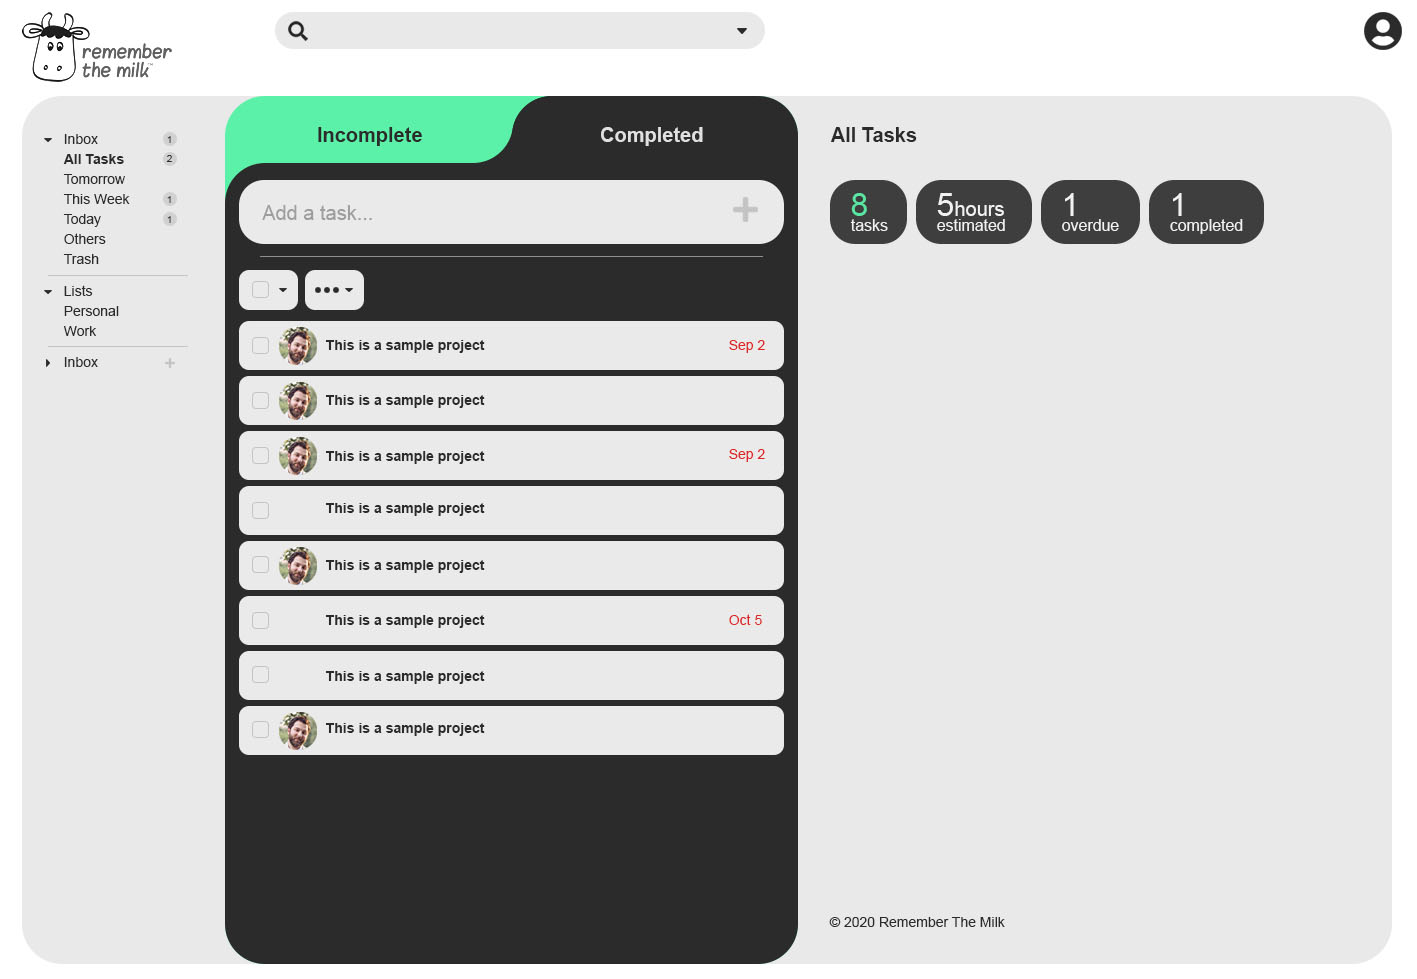 remember
the milk™
Inbox 1
All Tasks 2
Tomorrow
This Week 1
Today 1
Others
Trash
Lists
Personal
Work
Inbox
Incomplete
Completed
Add a task...
This is a sample project Sep 2
This is a sample project
This is a sample project Sep 2
This is a sample project
This is a sample project
This is a sample project Oct 5
This is a sample project
This is a sample project
All Tasks
8
tasks
5hours
estimated
1
overdue
1
completed
© 2020 Remember The Milk